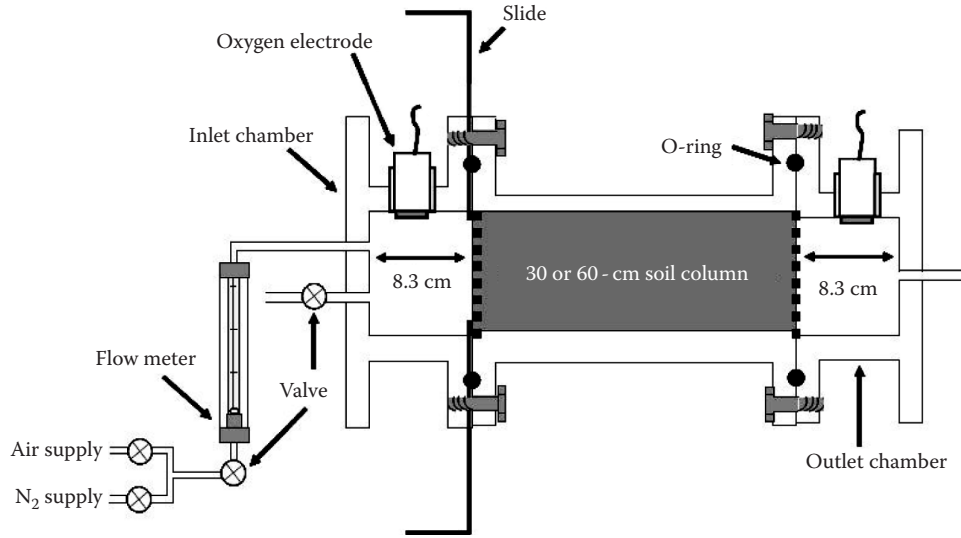 Slide
Oxygen electrode
Inlet chamber
O-ring
8.3 cm
30 or 60 - cm soil column
8.3 cm
Flow meter
Valve
Air supply
Outlet chamber
N₂ supply